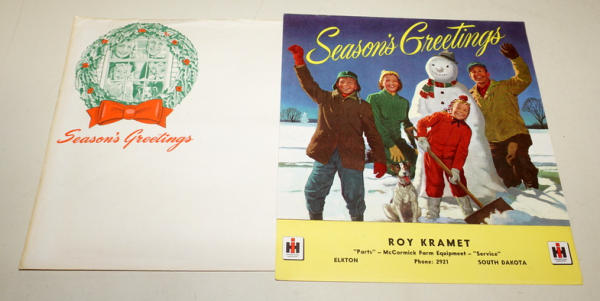 Season's Greetings
Season's Greetings
ROY KRAMET
"Parts" - McCormick Farm Equipment - "Service"
ELKTON Phone: 2921 SOUTH DAKOTA